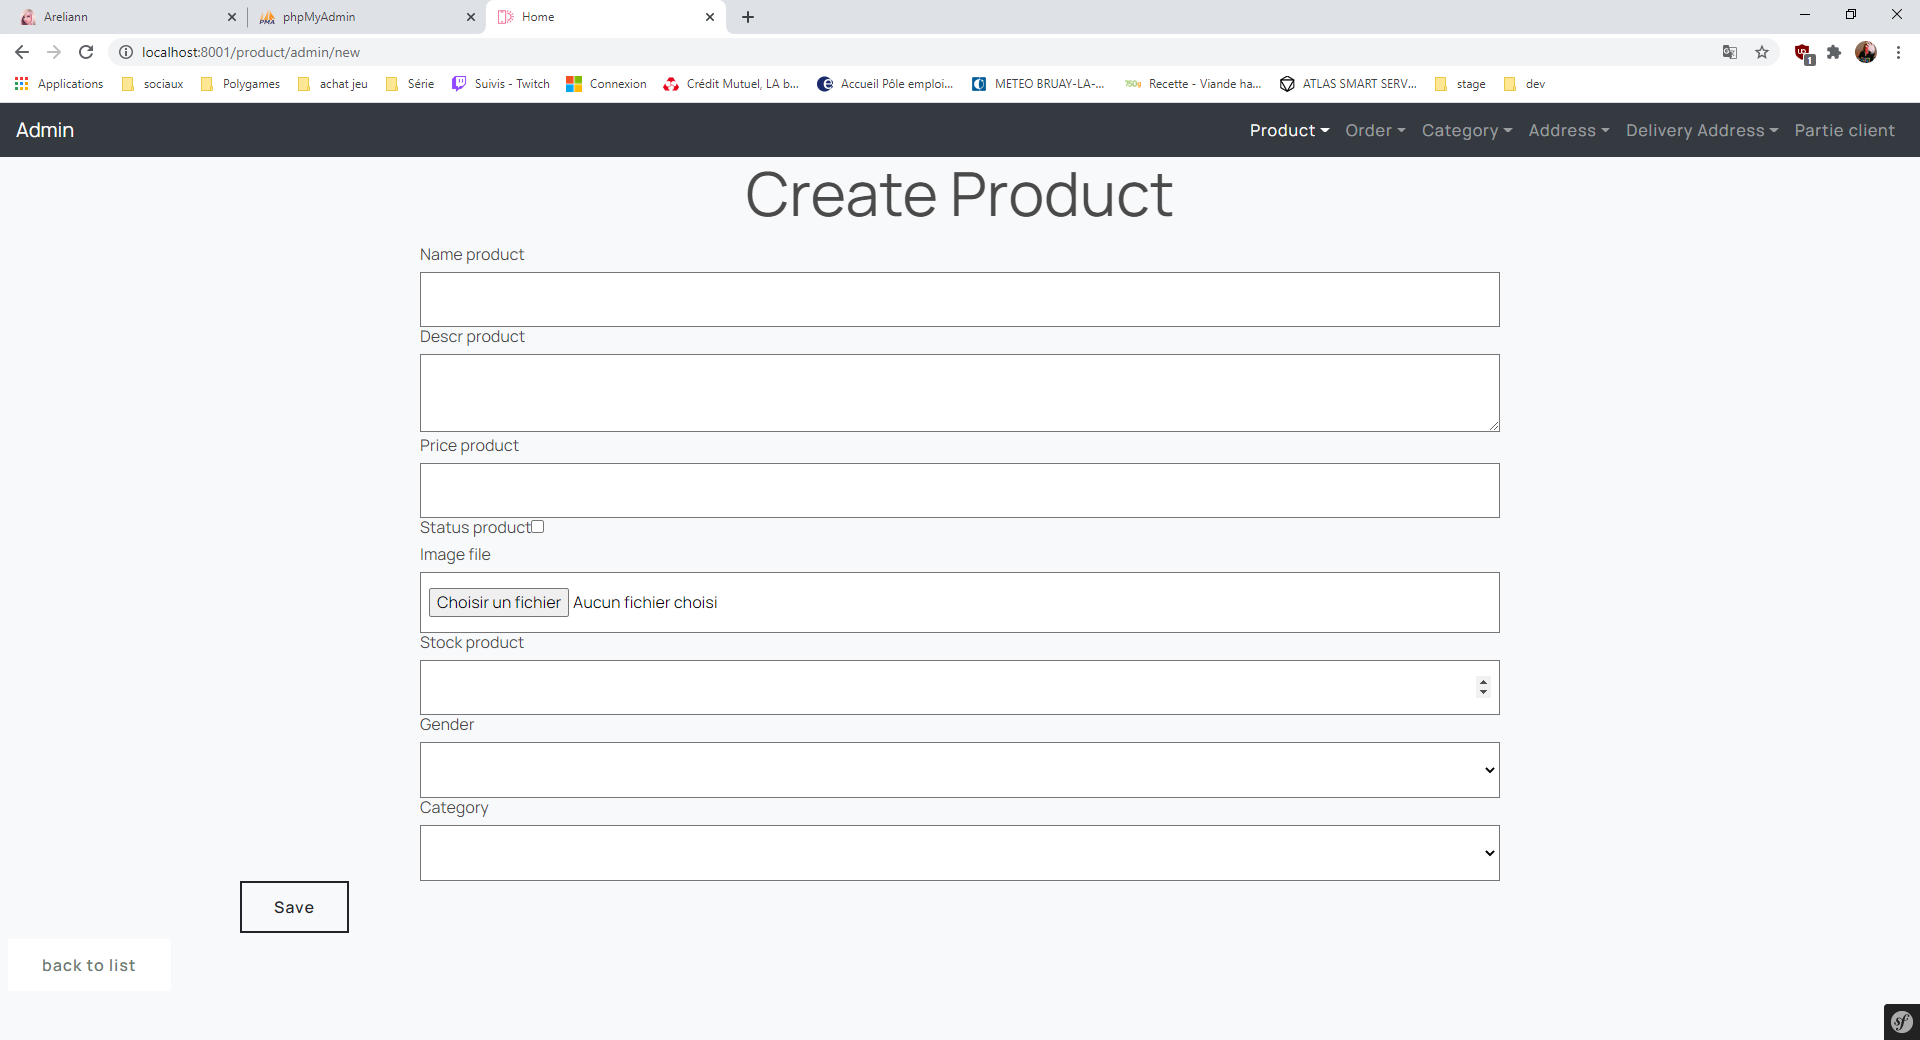 Areliann
phpMyAdmin
Home
localhost:8001/product/admin/new
1
Applications sociaux Polygames achat jeu Série Suivis - Twitch Connexion Crédit Mutuel, LA b... Accueil Pôle emploi... METEO BRUAY-LA-... 750g Recette - Viande ha... ATLAS SMART SERV... stage dev
Admin Product Order Category Address Delivery Address Partie client
Create Product
Name product
Descr product
Price product
Status product
Image file
Choisir un fichier Aucun fichier choisi
Stock product
Gender
Category
Save
back to list
sf